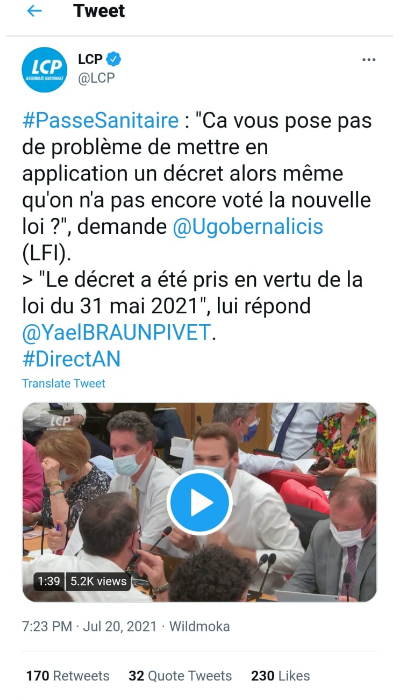 ← Tweet
LCP
LCP
ASSEMBLÉE NATIONALE
@LCP
#PasseSanitaire : "Ca vous pose pas
de problème de mettre en
application un décret alors même
qu'on n'a pas encore voté la nouvelle
loi ?", demande @Ugobernalicis
(LFI).
> "Le décret a été pris en vertu de la
loi du 31 mai 2021", lui répond
@YaelBRAUNPIVET.
#DirectAN
Translate Tweet
LCP
1:39 5.2K views
7:23 PM · Jul 20, 2021 · Wildmoka
170 Retweets 32 Quote Tweets 230 Likes